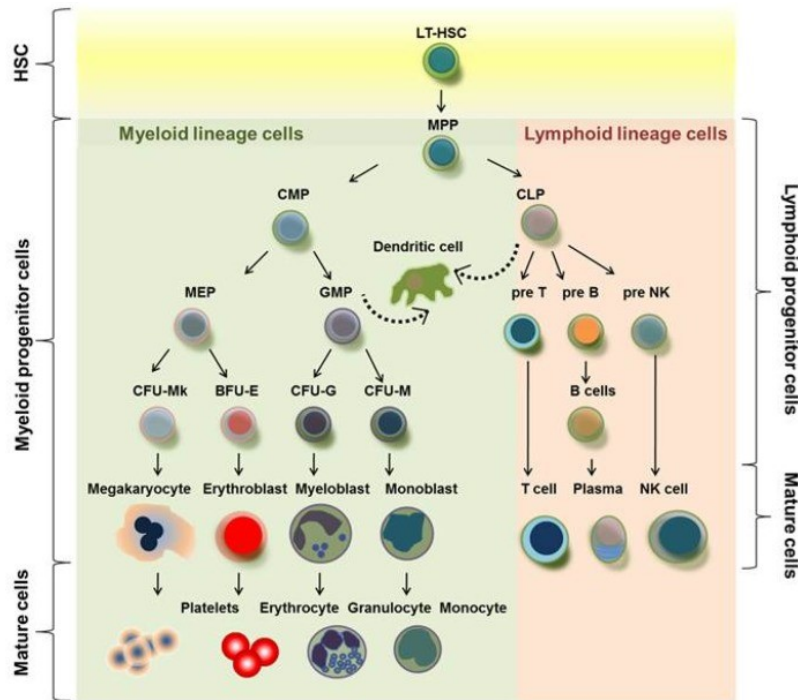 LT-HSC
HSC
MPP
Myeloid lineage cells
Lymphoid lineage cells
CMP
CLP
Dendritic cell
MEP
GMP
pre T
pre B
pre NK
Myeloid progenitor cells
Lymphoid progenitor cells
CFU-Mk
BFU-E
CFU-G
CFU-M
B cells
Megakaryocyte
Erythroblast
Myeloblast
Monoblast
T cell
Plasma
NK cell
Mature cells
Platelets
Erythrocyte
Granulocyte
Monocyte
Mature cells